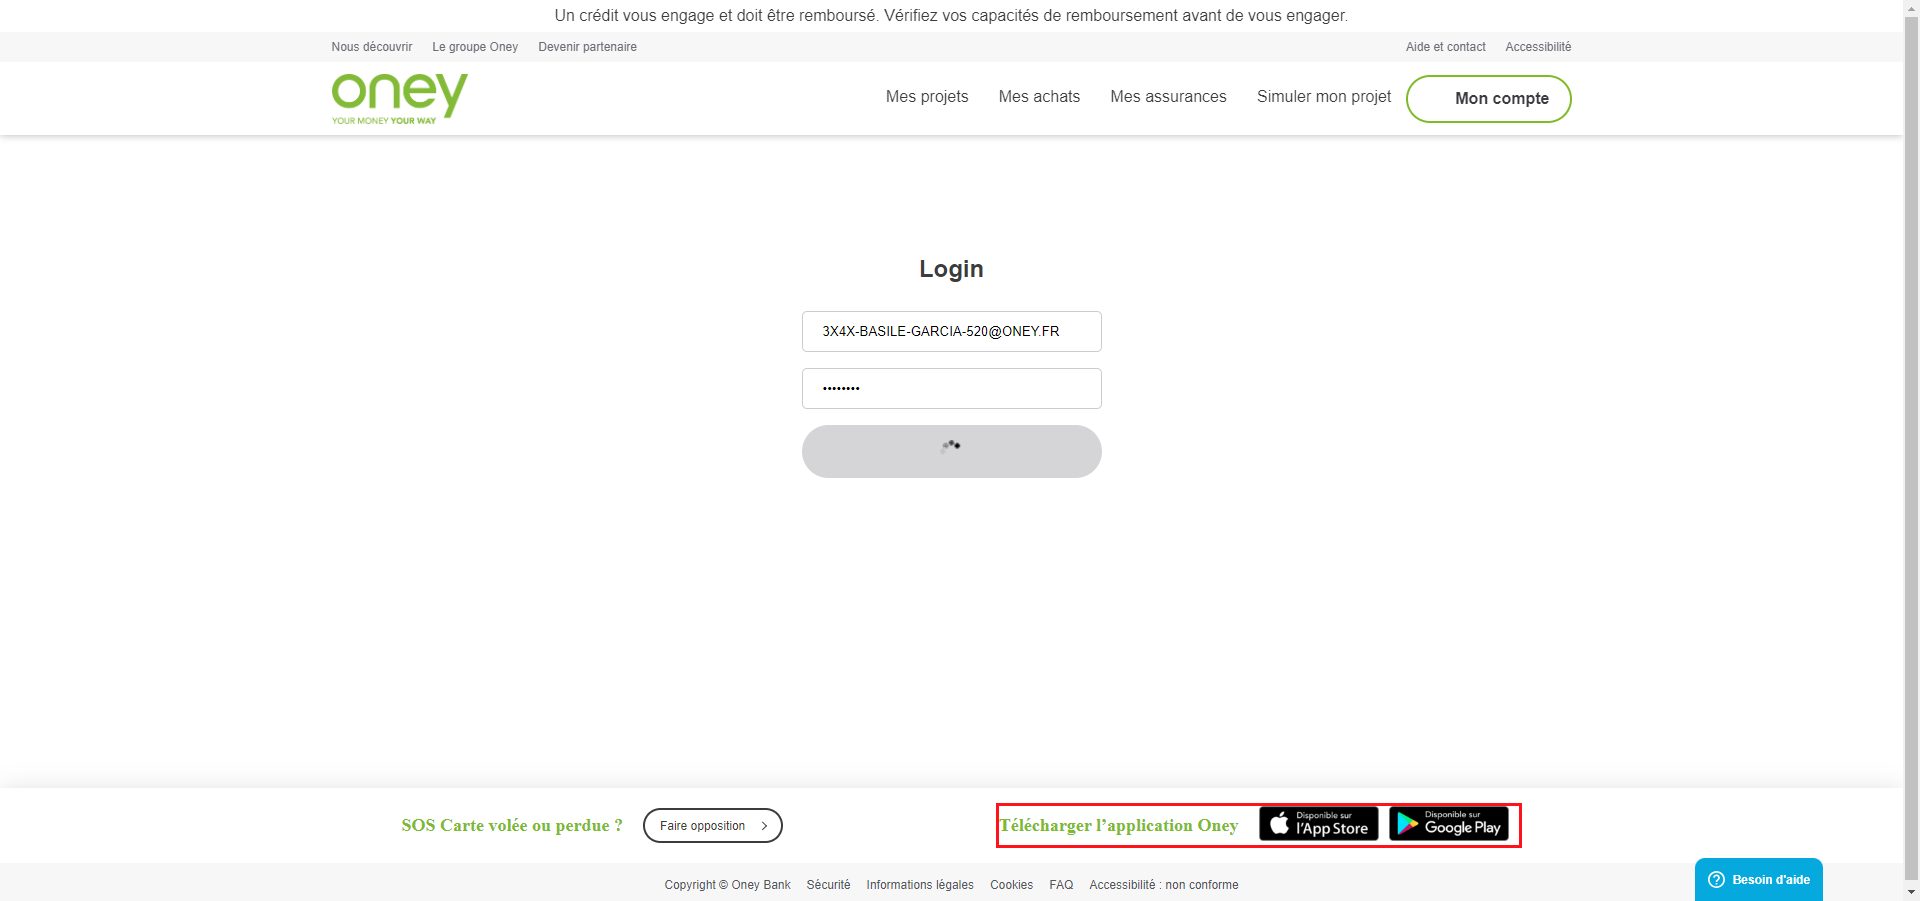 Un crédit vous engage et doit être remboursé. Vérifiez vos capacités de remboursement avant de vous engager.
Nous découvrir Le groupe Oney Devenir partenaire Aide et contact Accessibilité
oney
YOUR MONEY YOUR WAY
Mes projets Mes achats Mes assurances Simuler mon projet Mon compte
Login
3X4X-BASILE-GARCIA-520@ONEY.FR
••••••••
SOS Carte volée ou perdue ? Faire opposition Télécharger l’application Oney
Disponible sur
l'App Store
Disponible sur
Google Play
Copyright © Oney Bank Sécurité Informations légales Cookies FAQ Accessibilité : non conforme
Besoin d'aide